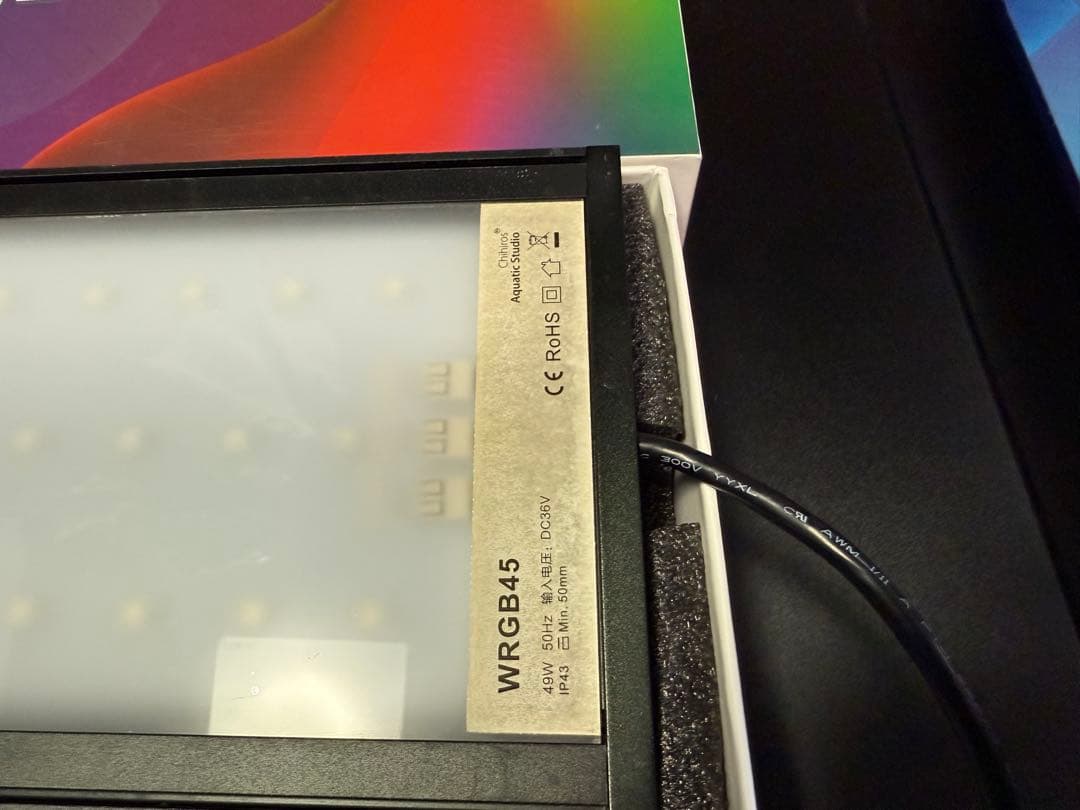 WRGB45
49W 50Hz 输入电压: DC36V
IP43 Min. 50mm
CE RoHS
Chihiros®
Aquatic Studio
300V YYXL AWM